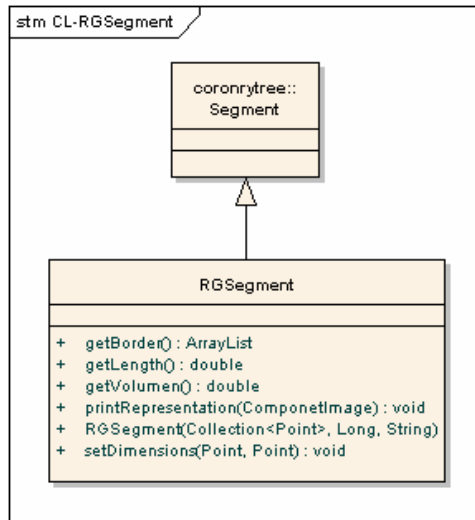 stm CL-RGSegment
coronrytree::
Segment
RGSegment
+ getBorder() : ArrayList
+ getLength() : double
+ getVolumen() : double
+ printRepresentation(ComponetImage) : void
+ RGSegment(Collection<Point>, Long, String)
+ setDimensions(Point, Point) : void